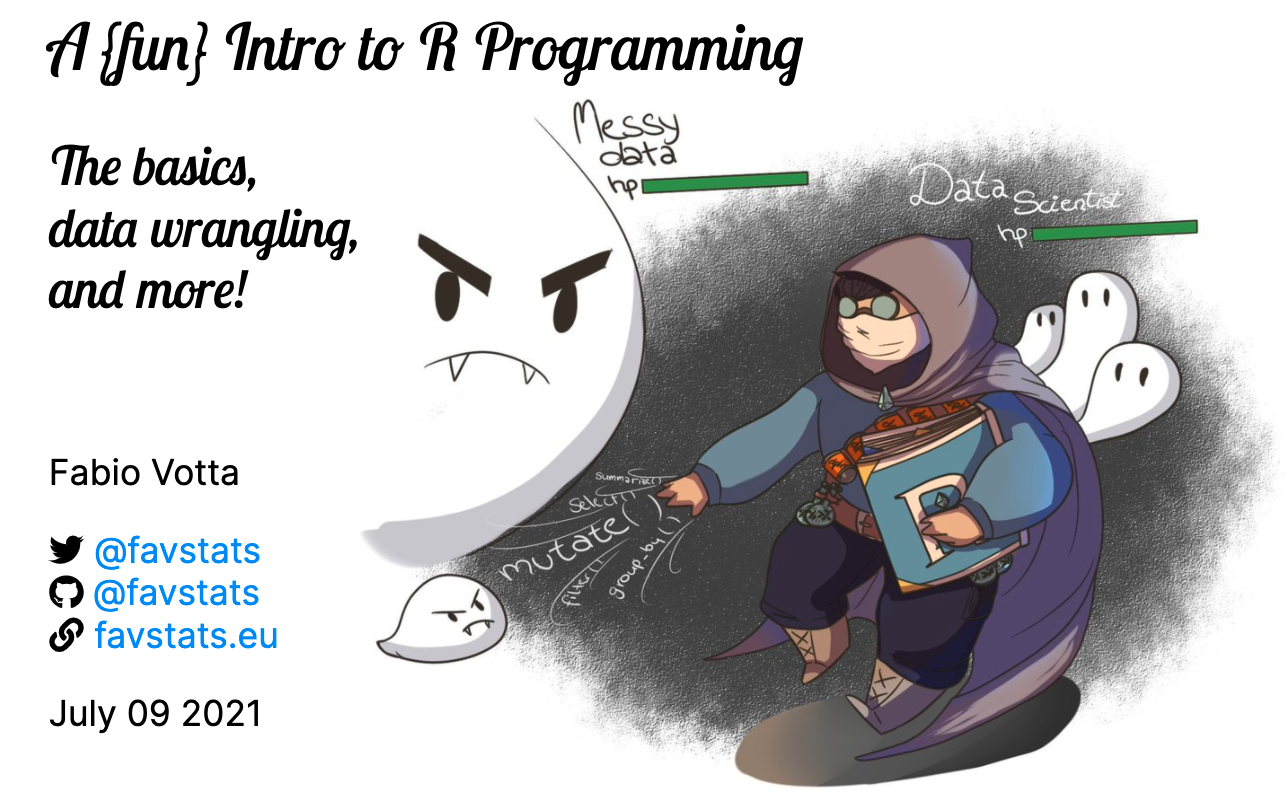 A {fun} Intro to R Programming
The basics,
data wrangling,
and more!
Fabio Votta
@favstats
@favstats
favstats.eu
July 09 2021
Messy
data
hp
Data Scientist
hp
summarize()
select()
mutate()
filter()
group_by()
R